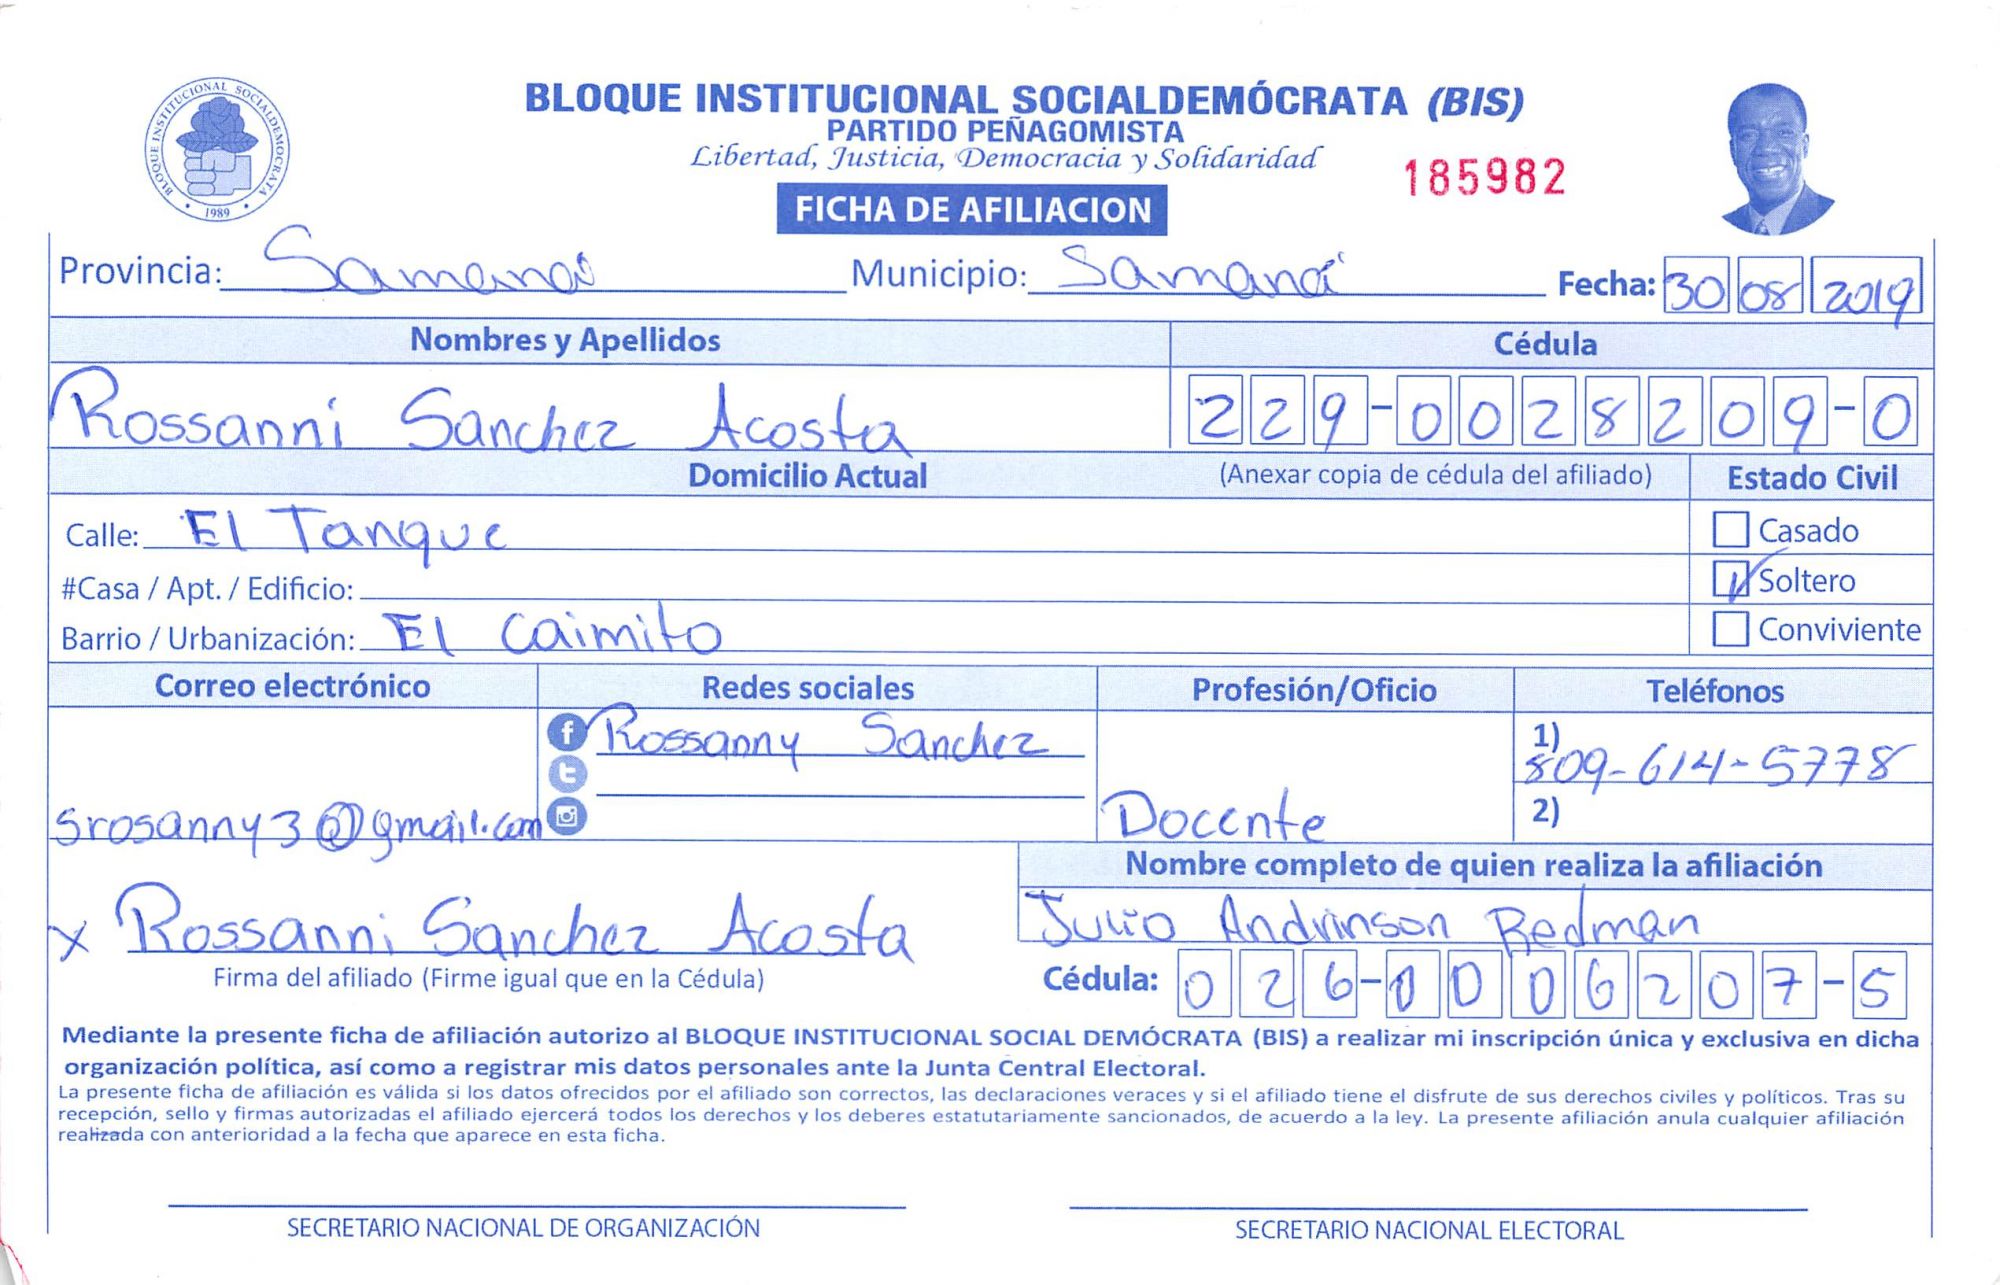 BLOQUE INSTITUCIONAL SOCIALDEMÓCRATA
1989
BLOQUE INSTITUCIONAL SOCIALDEMÓCRATA (BIS)
PARTIDO PEÑAGOMISTA
Libertad, Justicia, Democracia y Solidaridad
185982
FICHA DE AFILIACION
Provincia: Samaná Municipio: Samaná Fecha: 30 08 2019
Nombres y Apellidos Cédula
Rossanni Sanchez Acosta 229-0028209-0
Domicilio Actual (Anexar copia de cédula del afiliado) Estado Civil
Calle: El Tanque Casado
#Casa / Apt. / Edificio: Soltero
Barrio / Urbanización: El Caimito Conviviente
Correo electrónico Redes sociales Profesión/Oficio Teléfonos
Rossanny Sanchez 1) 809-614-5778
srosanny3@gmail.com Docente 2)
Nombre completo de quien realiza la afiliación
x Rossanni Sanchez Acosta Julio Andrinson Redman
Firma del afiliado (Firme igual que en la Cédula) Cédula: 026-0006207-5
Mediante la presente ficha de afiliación autorizo al BLOQUE INSTITUCIONAL SOCIAL DEMÓCRATA (BIS) a realizar mi inscripción única y exclusiva en dicha
organización política, así como a registrar mis datos personales ante la Junta Central Electoral.
La presente ficha de afiliación es válida si los datos ofrecidos por el afiliado son correctos, las declaraciones veraces y si el afiliado tiene el disfrute de sus derechos civiles y políticos. Tras su
recepción, sello y firmas autorizadas el afiliado ejercerá todos los derechos y los deberes estatutariamente sancionados, de acuerdo a la ley. La presente afiliación anula cualquier afiliación
realizada con anterioridad a la fecha que aparece en esta ficha.
SECRETARIO NACIONAL DE ORGANIZACIÓN SECRETARIO NACIONAL ELECTORAL